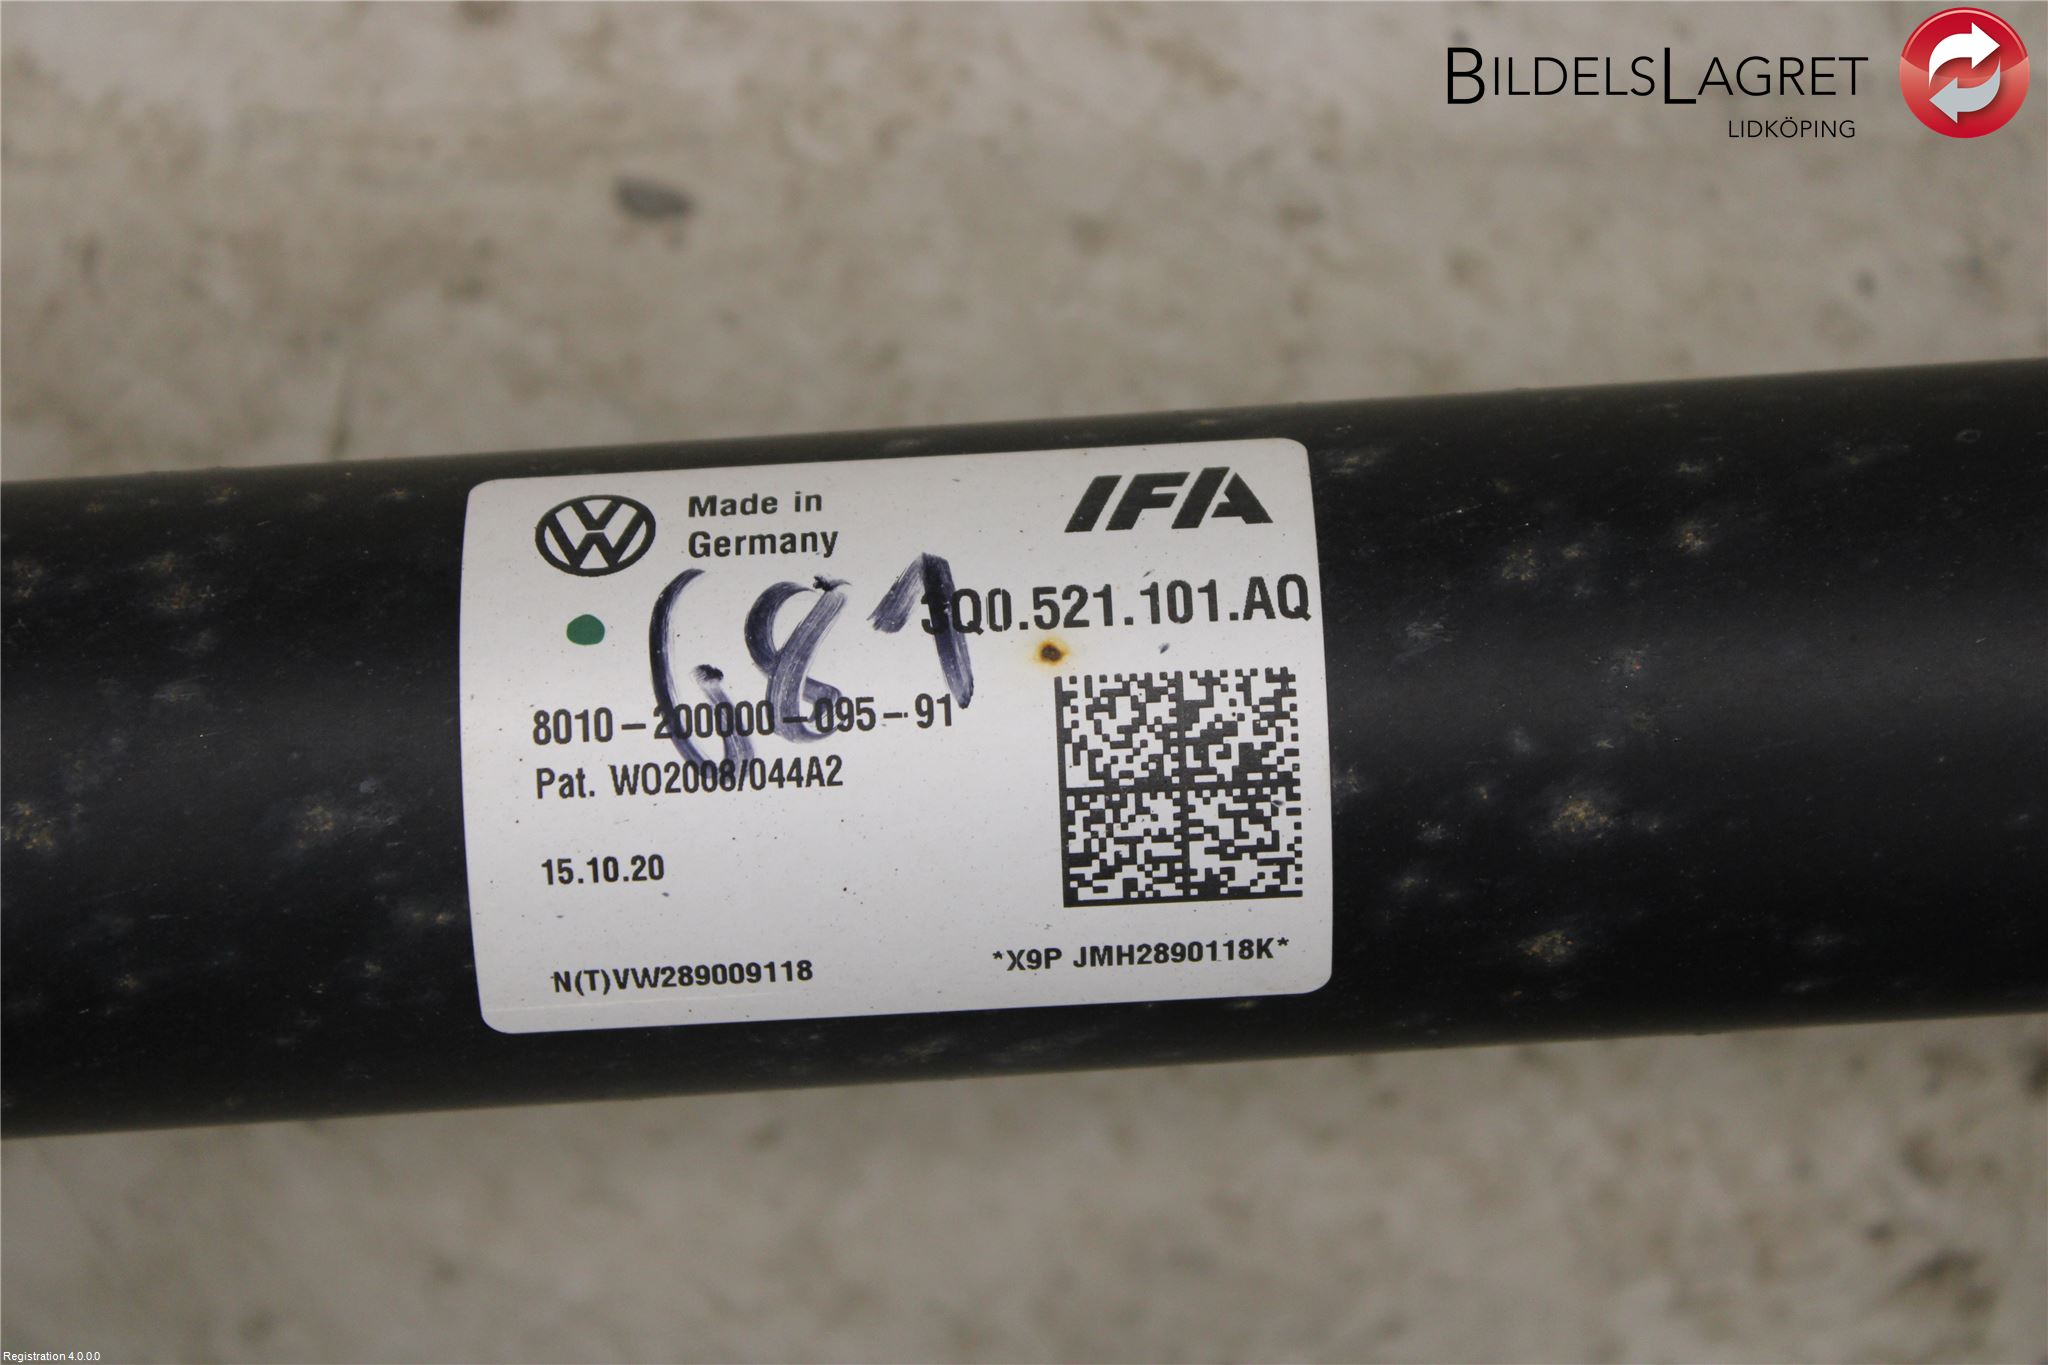 BILDELSLAGRET
LIDKÖPING
Made in
Germany
IFA
681
3Q0.521.101.AQ
8010-200000-095-91
Pat. WO2008/044A2
15.10.20
N(T)VW289009118
*X9P JMH2890118K*
Registration 4.0.0.0